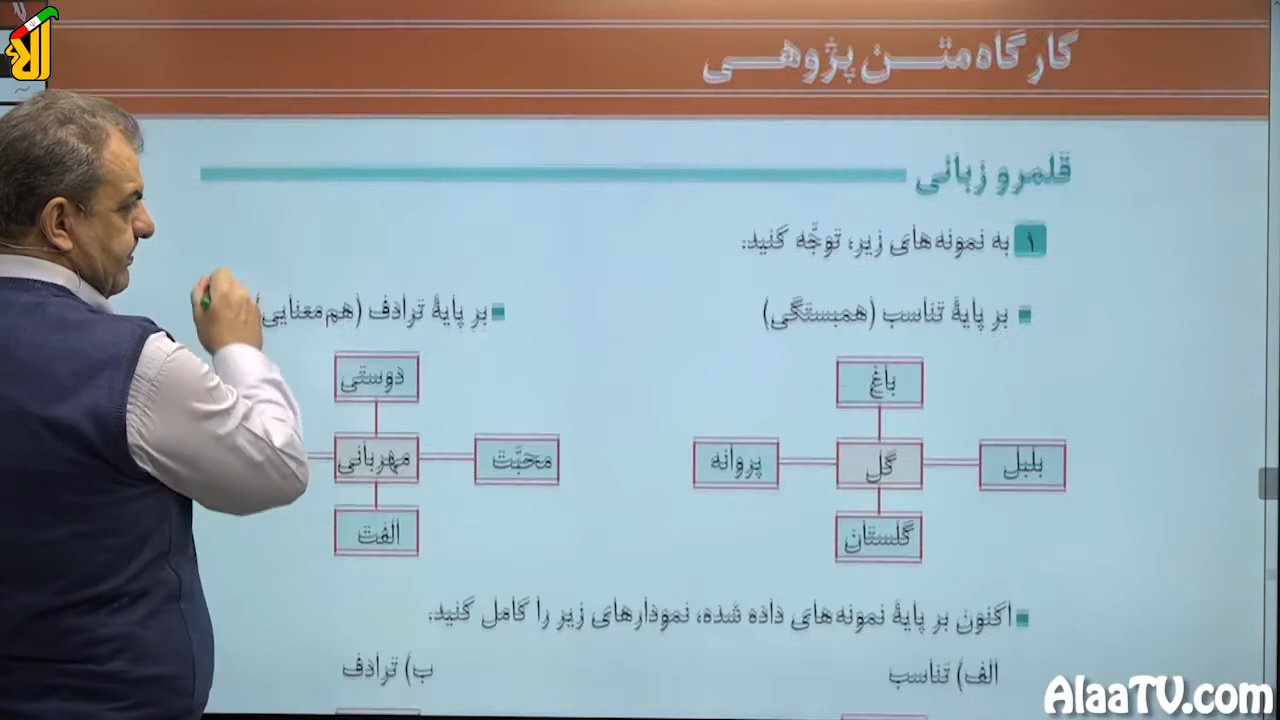 کارگاه متن پژوهی
قلمرو زبانی
۱ به نمونه‌های زیر، توجّه کنید.
بر پایهٔ تناسب (همبستگی)
بر پایهٔ ترادف (هم‌معنایی)
باغ
بلبل
گل
پروانه
گلستان
دوستی
محبّت
مهربانی
الفت
اکنون بر پایهٔ نمونه‌های داده شده، نمودارهای زیر را کامل کنید.
الف) تناسب
ب) ترادف
AlaaTV.com